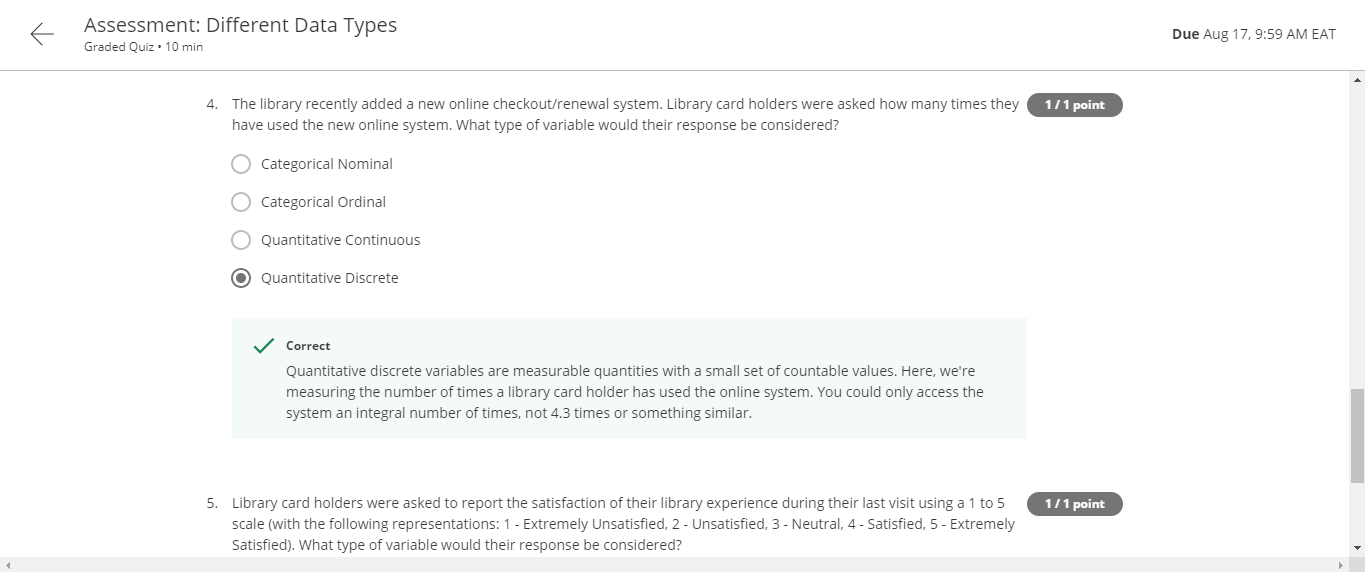 Assessment: Different Data Types
Graded Quiz • 10 min
Due Aug 17, 9:59 AM EAT
4. The library recently added a new online checkout/renewal system. Library card holders were asked how many times they
have used the new online system. What type of variable would their response be considered?
1 / 1 point
Categorical Nominal
Categorical Ordinal
Quantitative Continuous
Quantitative Discrete
Correct
Quantitative discrete variables are measurable quantities with a small set of countable values. Here, we're
measuring the number of times a library card holder has used the online system. You could only access the
system an integral number of times, not 4.3 times or something similar.
5. Library card holders were asked to report the satisfaction of their library experience during their last visit using a 1 to 5
scale (with the following representations: 1 - Extremely Unsatisfied, 2 - Unsatisfied, 3 - Neutral, 4 - Satisfied, 5 - Extremely
Satisfied). What type of variable would their response be considered?
1 / 1 point